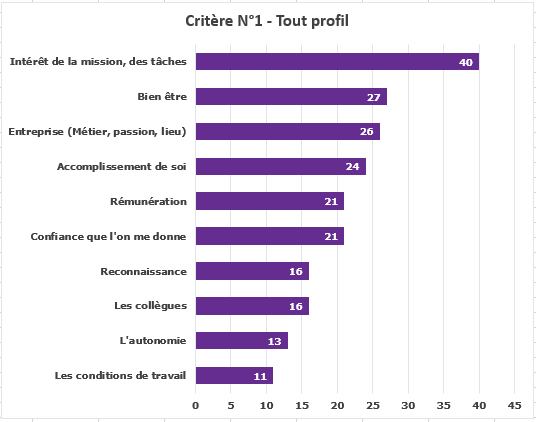 Critère N°1 - Tout profil
Intérêt de la mission, des tâches 40
Bien être 27
Entreprise (Métier, passion, lieu) 26
Accomplissement de soi 24
Rémunération 21
Confiance que l'on me donne 21
Reconnaissance 16
Les collègues 16
L'autonomie 13
Les conditions de travail 11
0 5 10 15 20 25 30 35 40 45